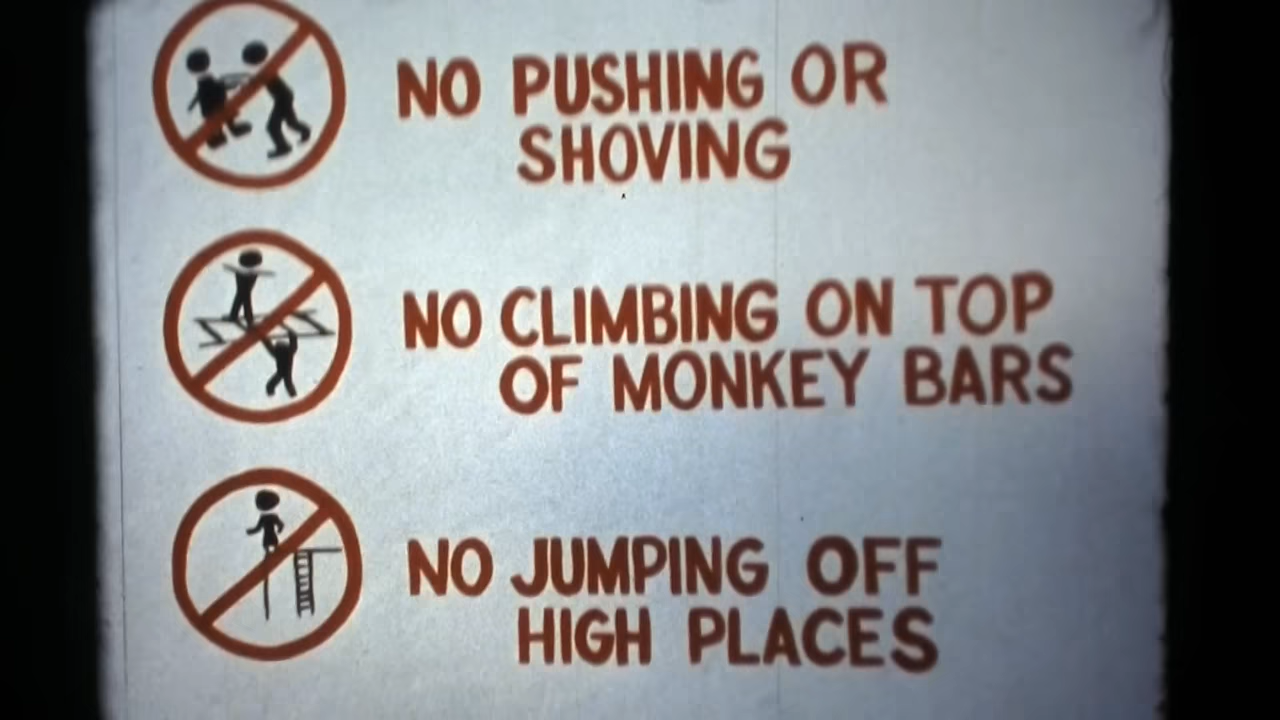 NO PUSHING OR
SHOVING
NO CLIMBING ON TOP
OF MONKEY BARS
NO JUMPING OFF
HIGH PLACES